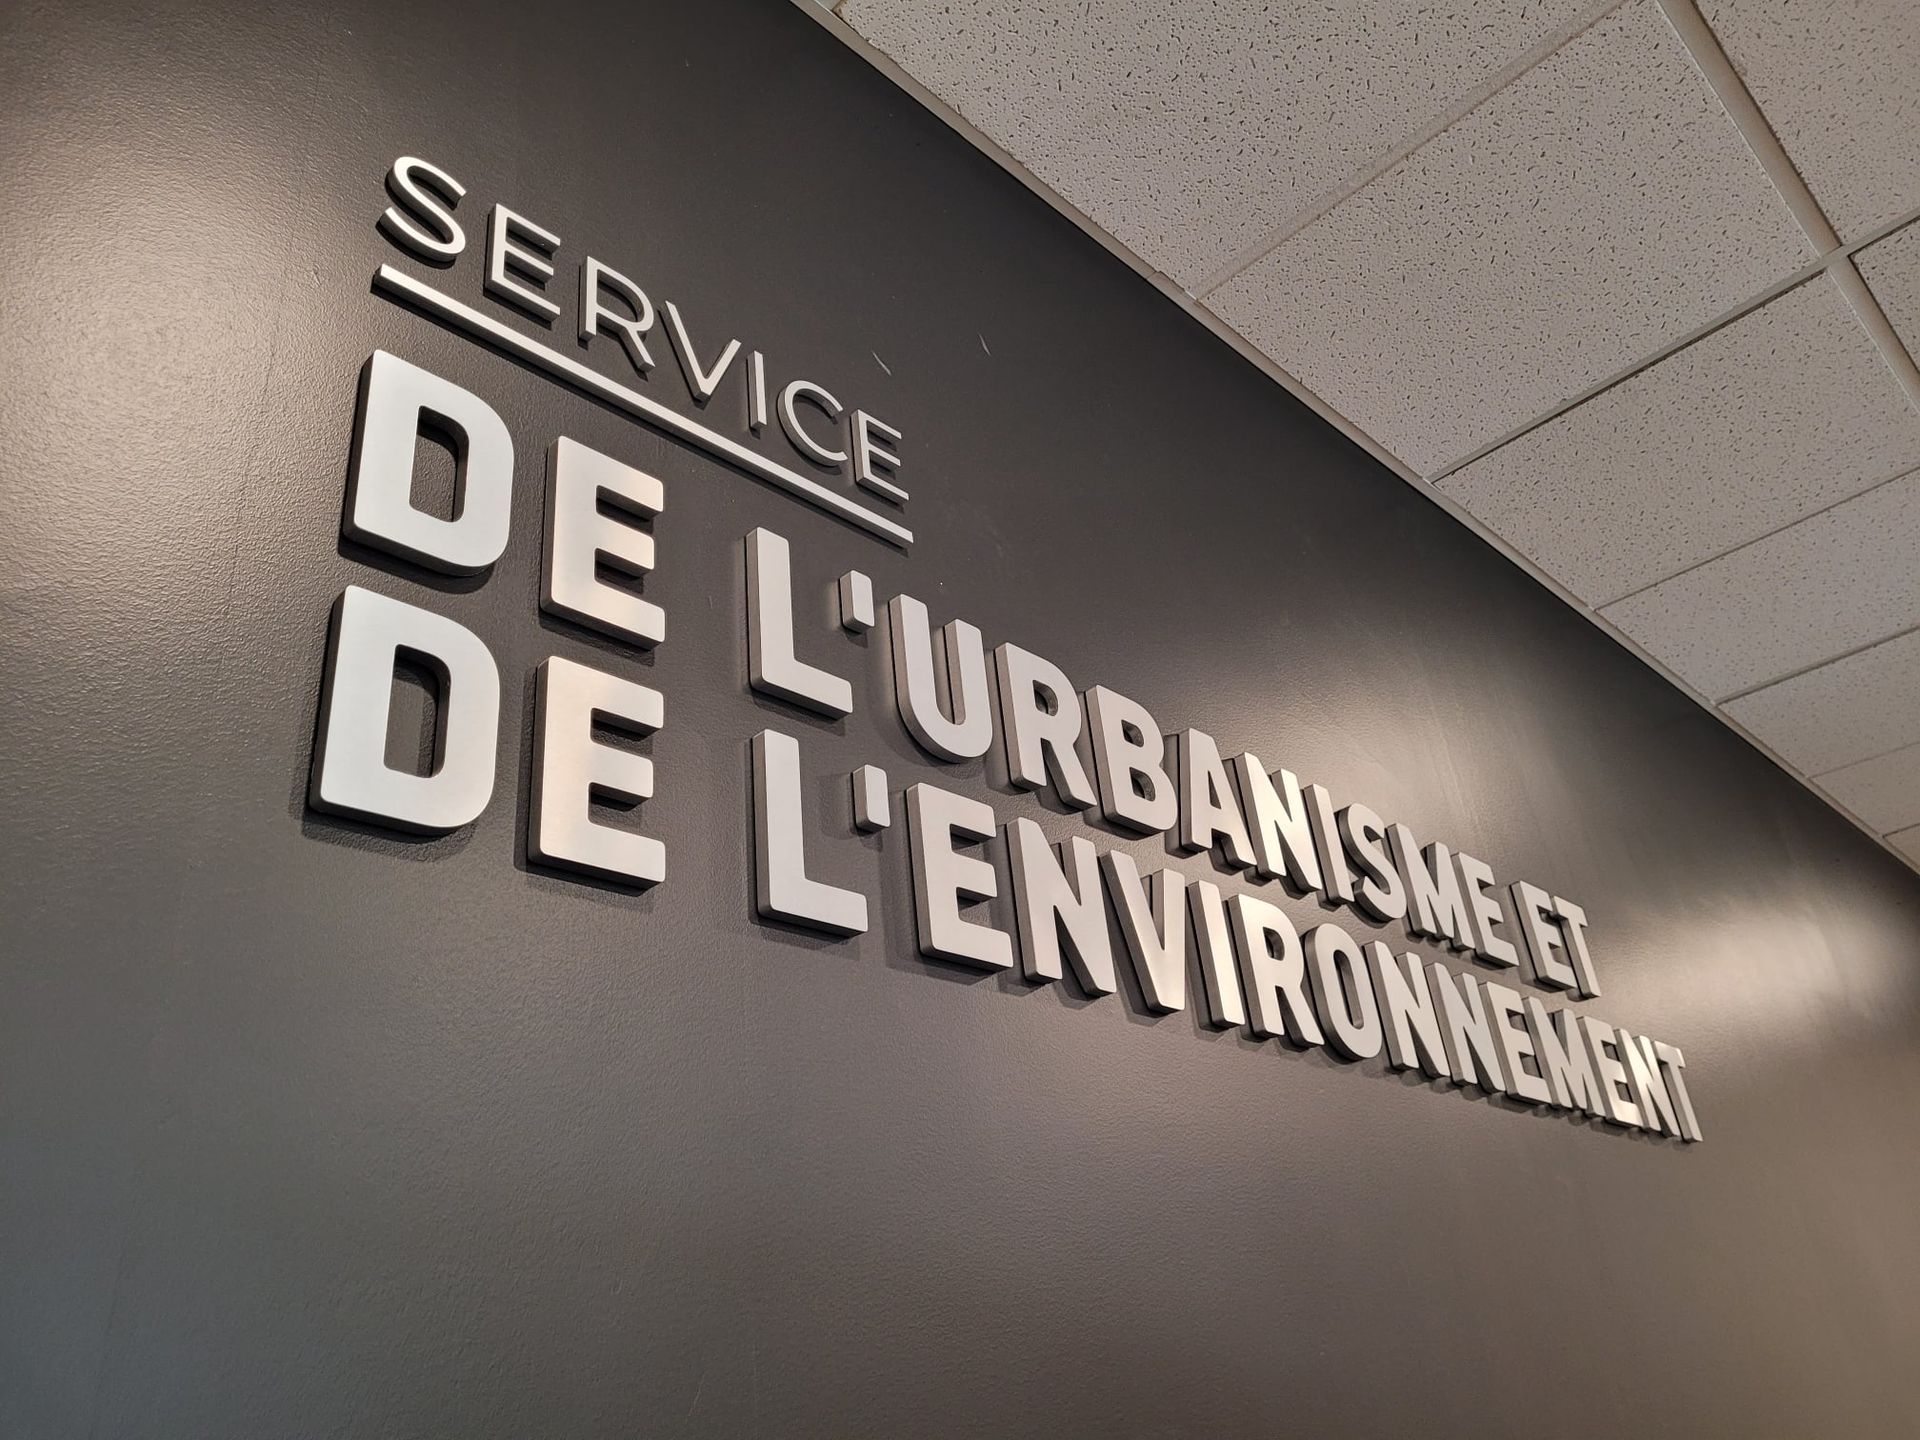 SERVICE
DE L'URBANISME ET
DE L'ENVIRONNEMENT